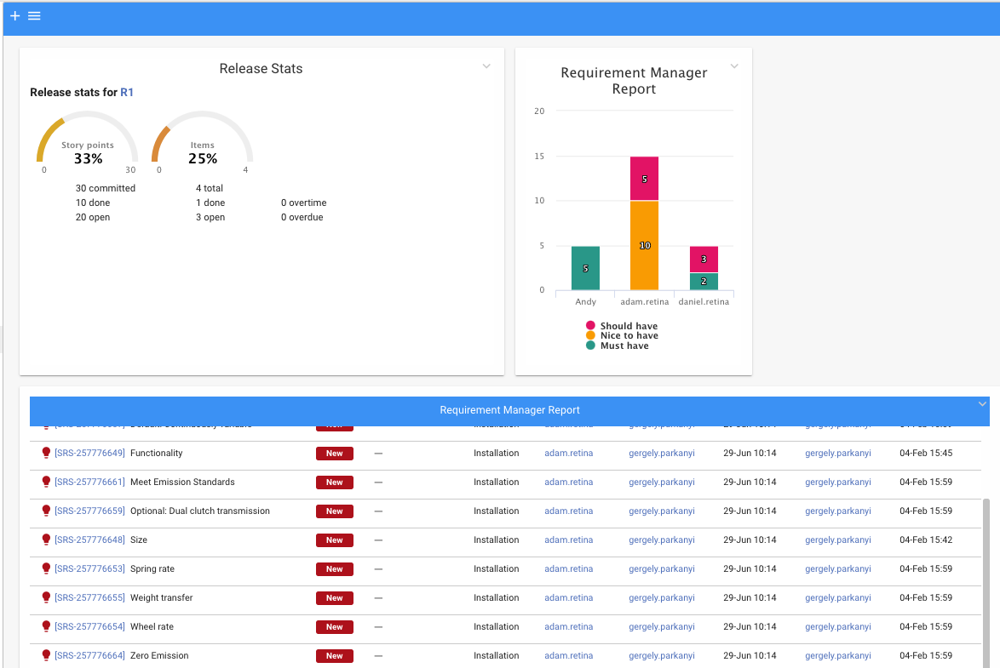 Release Stats
Release stats for R1
Story points
33%
0 30
Items
25%
0 4
30 committed 4 total
10 done 1 done 0 overtime
20 open 3 open 0 overdue
Requirement Manager
Report
20
15
10
5
0
5
5
10
3
2
Andy adam.retina daniel.retina
Should have
Nice to have
Must have
Requirement Manager Report
[SRS-257776649] Functionality New — Installation adam.retina gergely.parkanyi 29-Jun 10:14 gergely.parkanyi 04-Feb 15:45
[SRS-257776661] Meet Emission Standards New — Installation adam.retina gergely.parkanyi 29-Jun 10:14 gergely.parkanyi 04-Feb 15:59
[SRS-257776659] Optional: Dual clutch transmission New — Installation adam.retina gergely.parkanyi 29-Jun 10:14 gergely.parkanyi 04-Feb 15:59
[SRS-257776648] Size New — Installation adam.retina gergely.parkanyi 29-Jun 10:14 gergely.parkanyi 04-Feb 15:42
[SRS-257776653] Spring rate New — Installation adam.retina gergely.parkanyi 29-Jun 10:14 gergely.parkanyi 04-Feb 15:59
[SRS-257776655] Weight transfer New — Installation adam.retina gergely.parkanyi 29-Jun 10:14 gergely.parkanyi 04-Feb 15:59
[SRS-257776654] Wheel rate New — Installation adam.retina gergely.parkanyi 29-Jun 10:14 gergely.parkanyi 04-Feb 15:59
[SRS-257776664] Zero Emission New — Installation adam.retina gergely.parkanyi 29-Jun 10:14 gergely.parkanyi 04-Feb 15:59